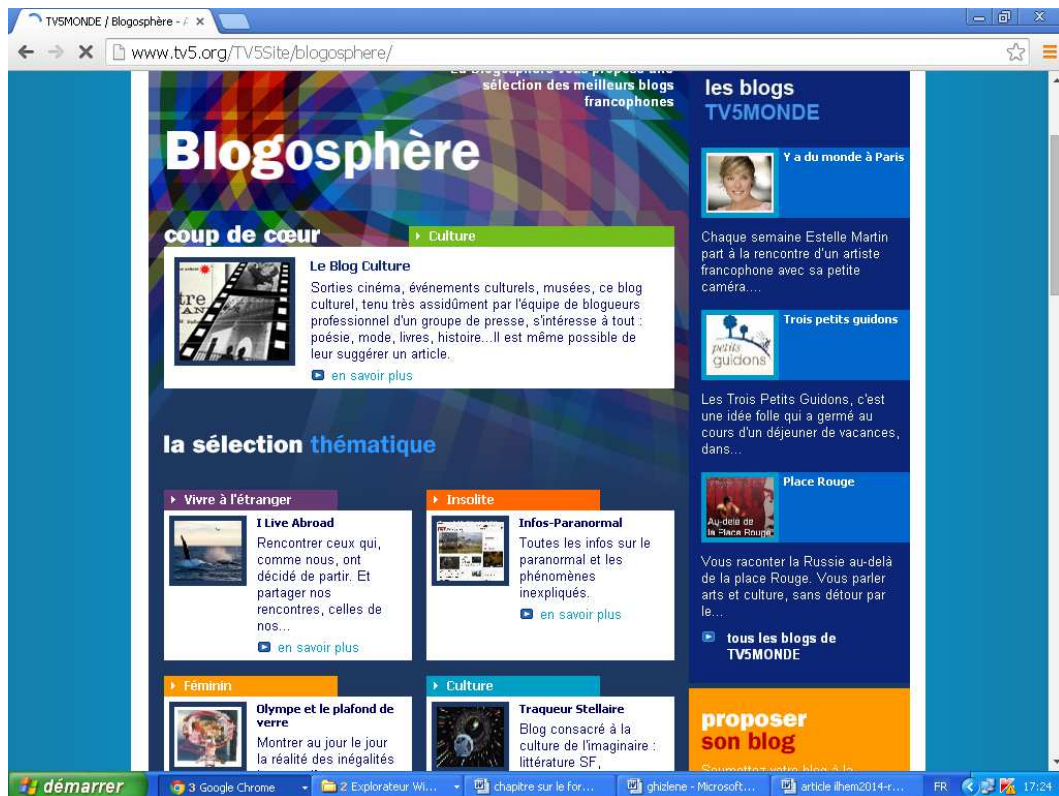 TV5MONDE / Blogosphère -
www.tv5.org/TV5Site/blogosphere/
La Blogosphère vous propose une
sélection des meilleurs blogs
francophones
Blogosphère
coup de cœur
Culture
Le Blog Culture
Sorties cinéma, événements culturels, musées, ce blog
culturel, tenu très assidûment par l'équipe de blogueurs
professionnel d'un groupe de presse, s'intéresse à tout :
poésie, mode, livres, histoire...Il est même possible de
leur suggérer un article.
en savoir plus
la sélection thématique
Vivre à l'étranger
I Live Abroad
Rencontrer ceux qui,
comme nous, ont
décidé de partir. Et
partager nos
rencontres, celles de
nos...
en savoir plus
Insolite
Infos-Paranormal
Toutes les infos sur le
paranormal et les
phénomènes
inexpliqués.
en savoir plus
Féminin
Olympe et le plafond de
verre
Montrer au jour le jour
la réalité des inégalités
Culture
Traqueur Stellaire
Blog consacré à la
culture de l'imaginaire :
littérature SF,
les blogs
TV5MONDE
Y a du monde à Paris
Chaque semaine Estelle Martin
part à la rencontre d'un artiste
francophone avec sa petite
caméra....
petits
guidons
Trois petits guidons
Les Trois Petits Guidons, c'est
une idée folle qui a germé au
cours d'un déjeuner de vacances,
dans...
Au-delà de
la Place Rouge
Place Rouge
Vous raconter la Russie au-delà
de la place Rouge. Vous parler
arts et culture, sans détour par
le...
tous les blogs de
TV5MONDE
proposer
son blog
Soumettez votre blog à la
démarrer
3 Google Chrome
2 Explorateur Wi...
chapitre sur le for...
ghizlene - Microsoft...
article ilhem2014-r...
FR
17:24